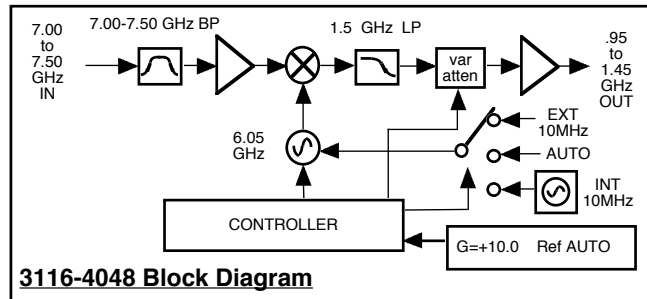 7.00
to
7.50
GHz
IN
7.00-7.50 GHz BP
1.5 GHz LP
var
atten
.95
to
1.45
GHz
OUT
6.05
GHz
EXT
10MHz
AUTO
INT
10MHz
CONTROLLER
G=+10.0 Ref AUTO
3116-4048 Block Diagram